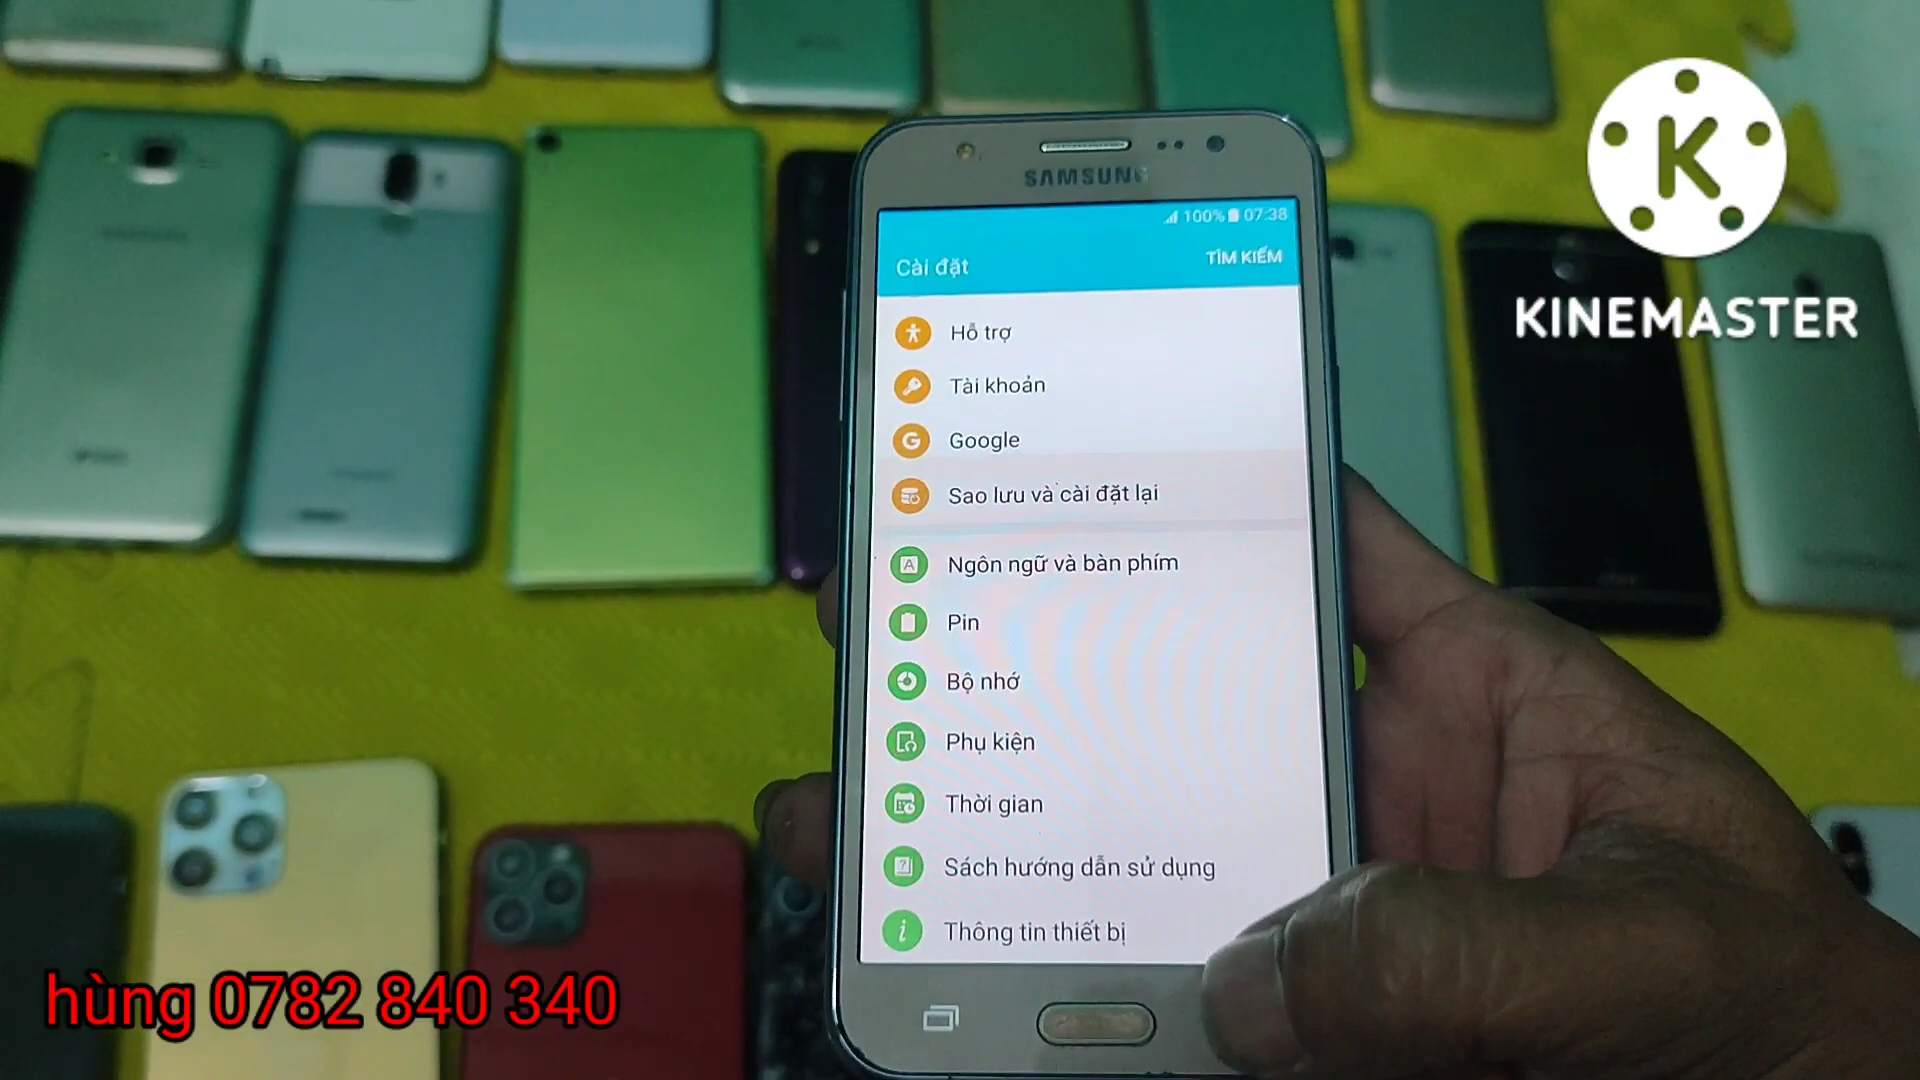 SAMSUNG
100% 07:38
Cài đặt
TÌM KIẾM
Hỗ trợ
Tài khoản
Google
Sao lưu và cài đặt lại
Ngôn ngữ và bàn phím
Pin
Bộ nhớ
Phụ kiện
Thời gian
Sách hướng dẫn sử dụng
Thông tin thiết bị
K
KINEMASTER
hùng 0782 840 340